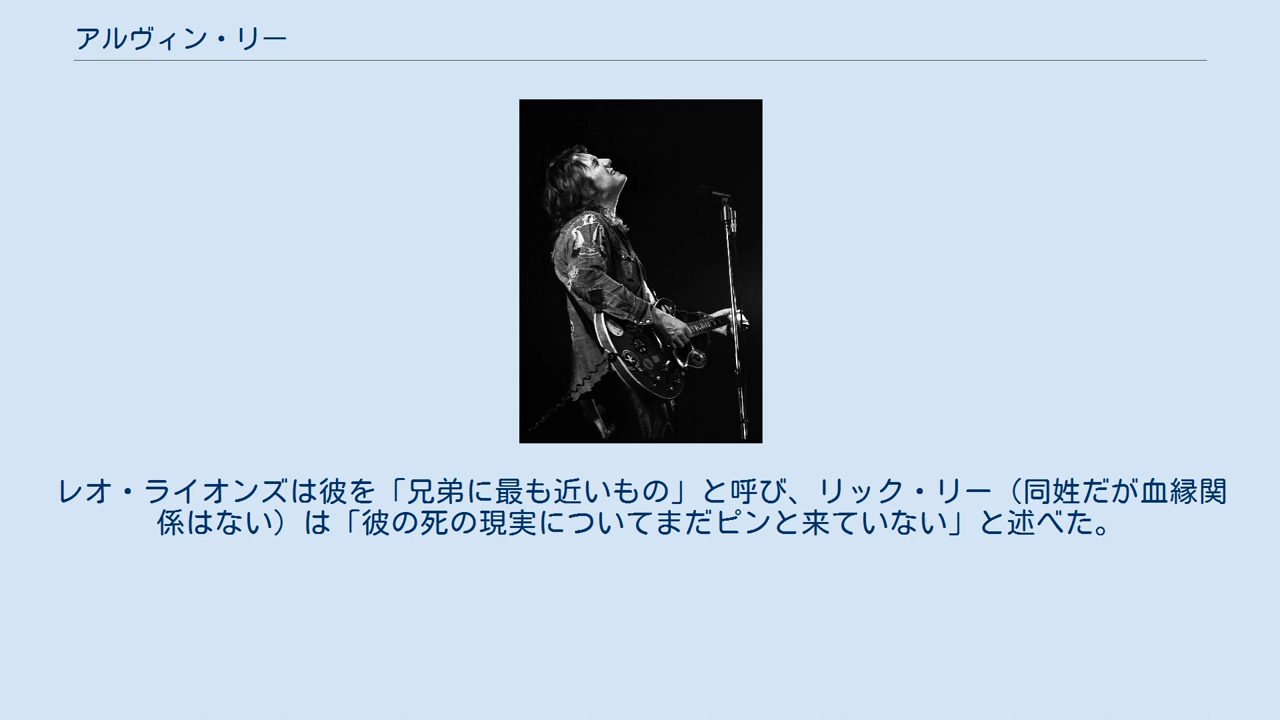 アルヴィン・リー
レオ・ライオンズは彼を「兄弟に最も近いもの」と呼び、リック・リー（同姓だが血縁関
係はない）は「彼の死の現実についてまだピンと来ていない」と述べた。